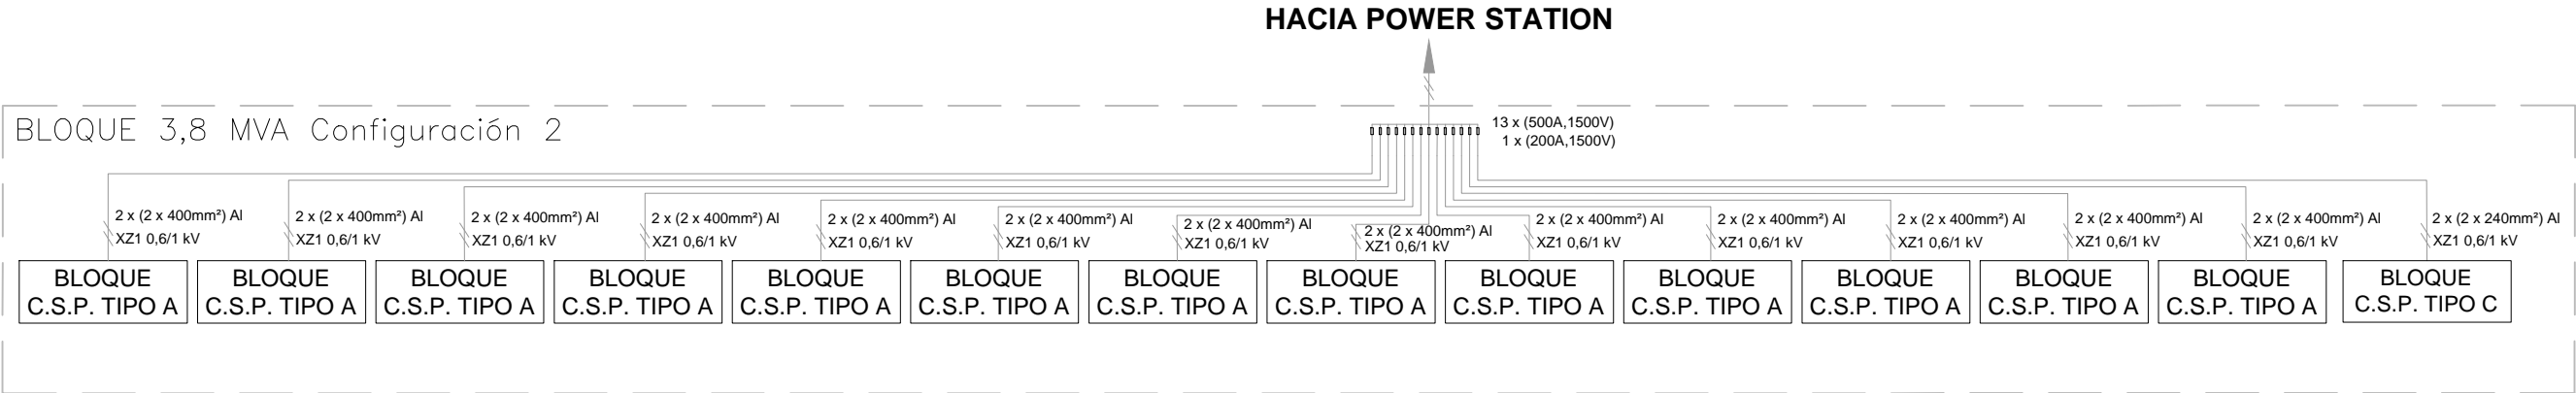 HACIA POWER STATION
BLOQUE 3,8 MVA Configuración 2
13 x (500A,1500V)
1 x (200A,1500V)
2 x (2 x 400mm²) Al
XZ1 0,6/1 kV
2 x (2 x 400mm²) Al
XZ1 0,6/1 kV
2 x (2 x 400mm²) Al
XZ1 0,6/1 kV
2 x (2 x 400mm²) Al
XZ1 0,6/1 kV
2 x (2 x 400mm²) Al
XZ1 0,6/1 kV
2 x (2 x 400mm²) Al
XZ1 0,6/1 kV
2 x (2 x 400mm²) Al
XZ1 0,6/1 kV
2 x (2 x 400mm²) Al
XZ1 0,6/1 kV
2 x (2 x 400mm²) Al
XZ1 0,6/1 kV
2 x (2 x 400mm²) Al
XZ1 0,6/1 kV
2 x (2 x 400mm²) Al
XZ1 0,6/1 kV
2 x (2 x 400mm²) Al
XZ1 0,6/1 kV
2 x (2 x 400mm²) Al
XZ1 0,6/1 kV
2 x (2 x 240mm²) Al
XZ1 0,6/1 kV
BLOQUE
C.S.P. TIPO A
BLOQUE
C.S.P. TIPO A
BLOQUE
C.S.P. TIPO A
BLOQUE
C.S.P. TIPO A
BLOQUE
C.S.P. TIPO A
BLOQUE
C.S.P. TIPO A
BLOQUE
C.S.P. TIPO A
BLOQUE
C.S.P. TIPO A
BLOQUE
C.S.P. TIPO A
BLOQUE
C.S.P. TIPO A
BLOQUE
C.S.P. TIPO A
BLOQUE
C.S.P. TIPO A
BLOQUE
C.S.P. TIPO A
BLOQUE
C.S.P. TIPO C